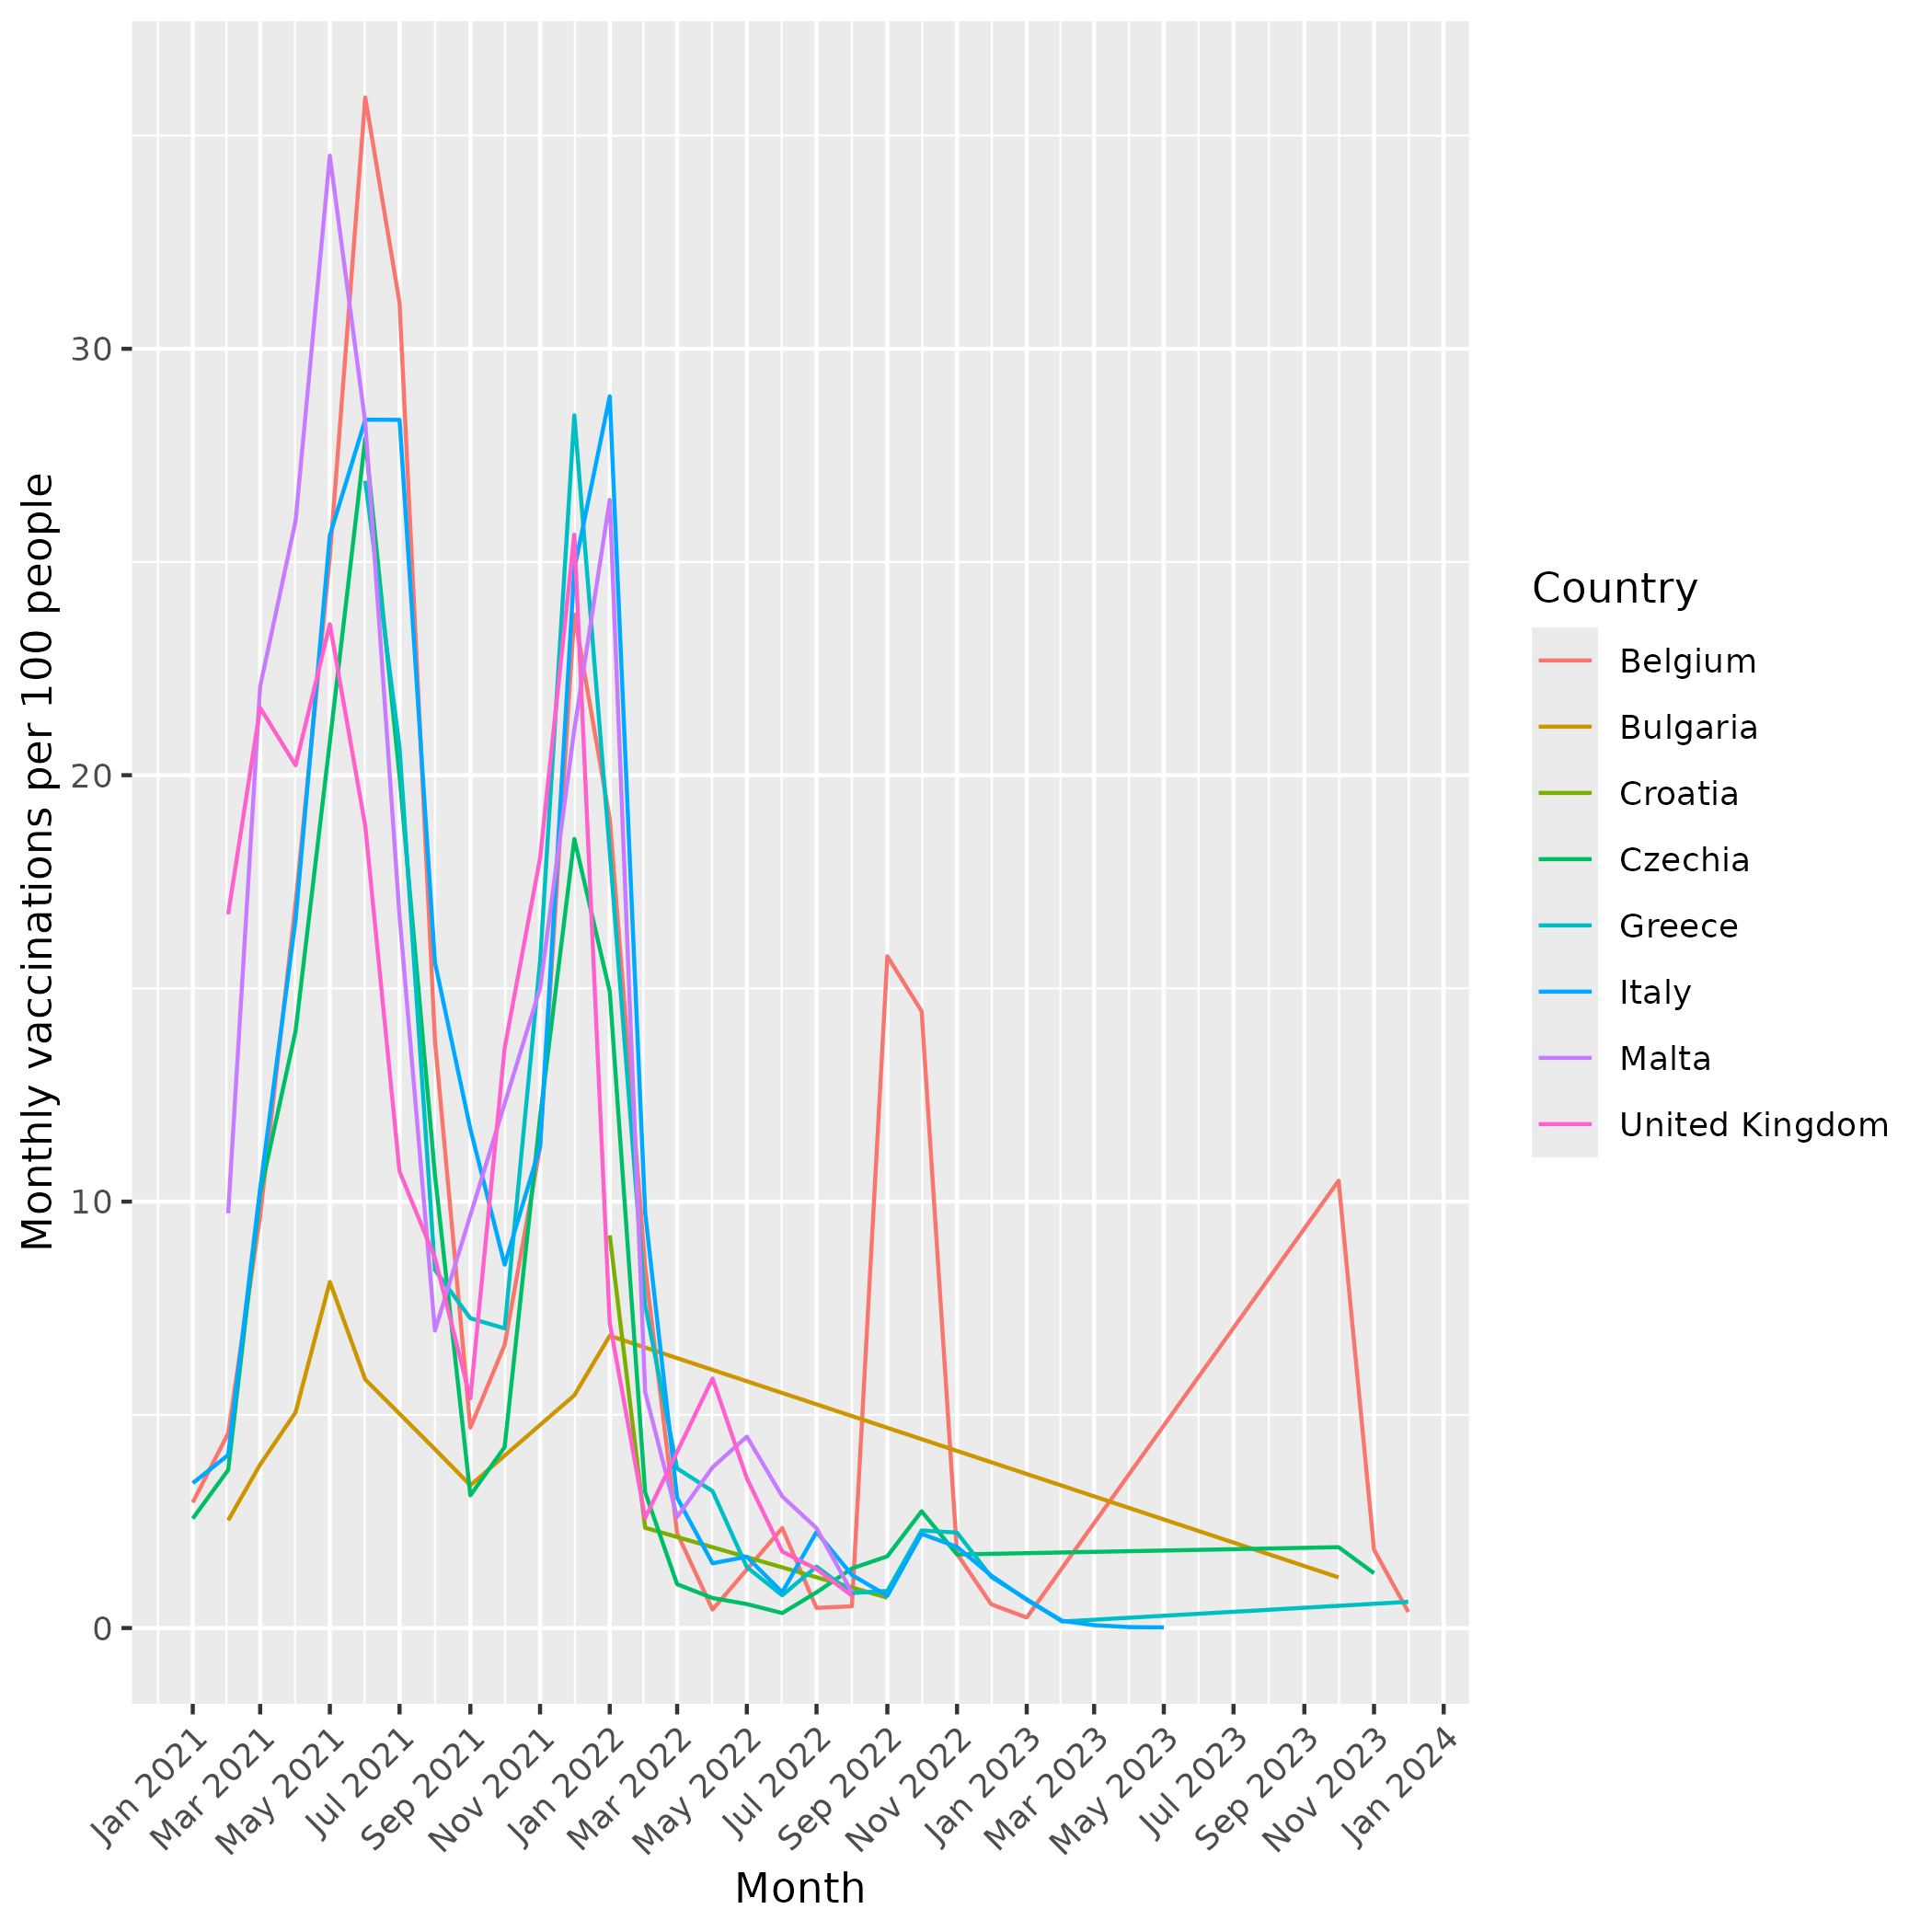 Monthly vaccinations per 100 people
30
20
10
0
Jan 2021
Mar 2021
May 2021
Jul 2021
Sep 2021
Nov 2021
Jan 2022
Mar 2022
May 2022
Jul 2022
Sep 2022
Nov 2022
Jan 2023
Mar 2023
May 2023
Jul 2023
Sep 2023
Nov 2023
Jan 2024
Month
Country
Belgium
Bulgaria
Croatia
Czechia
Greece
Italy
Malta
United Kingdom